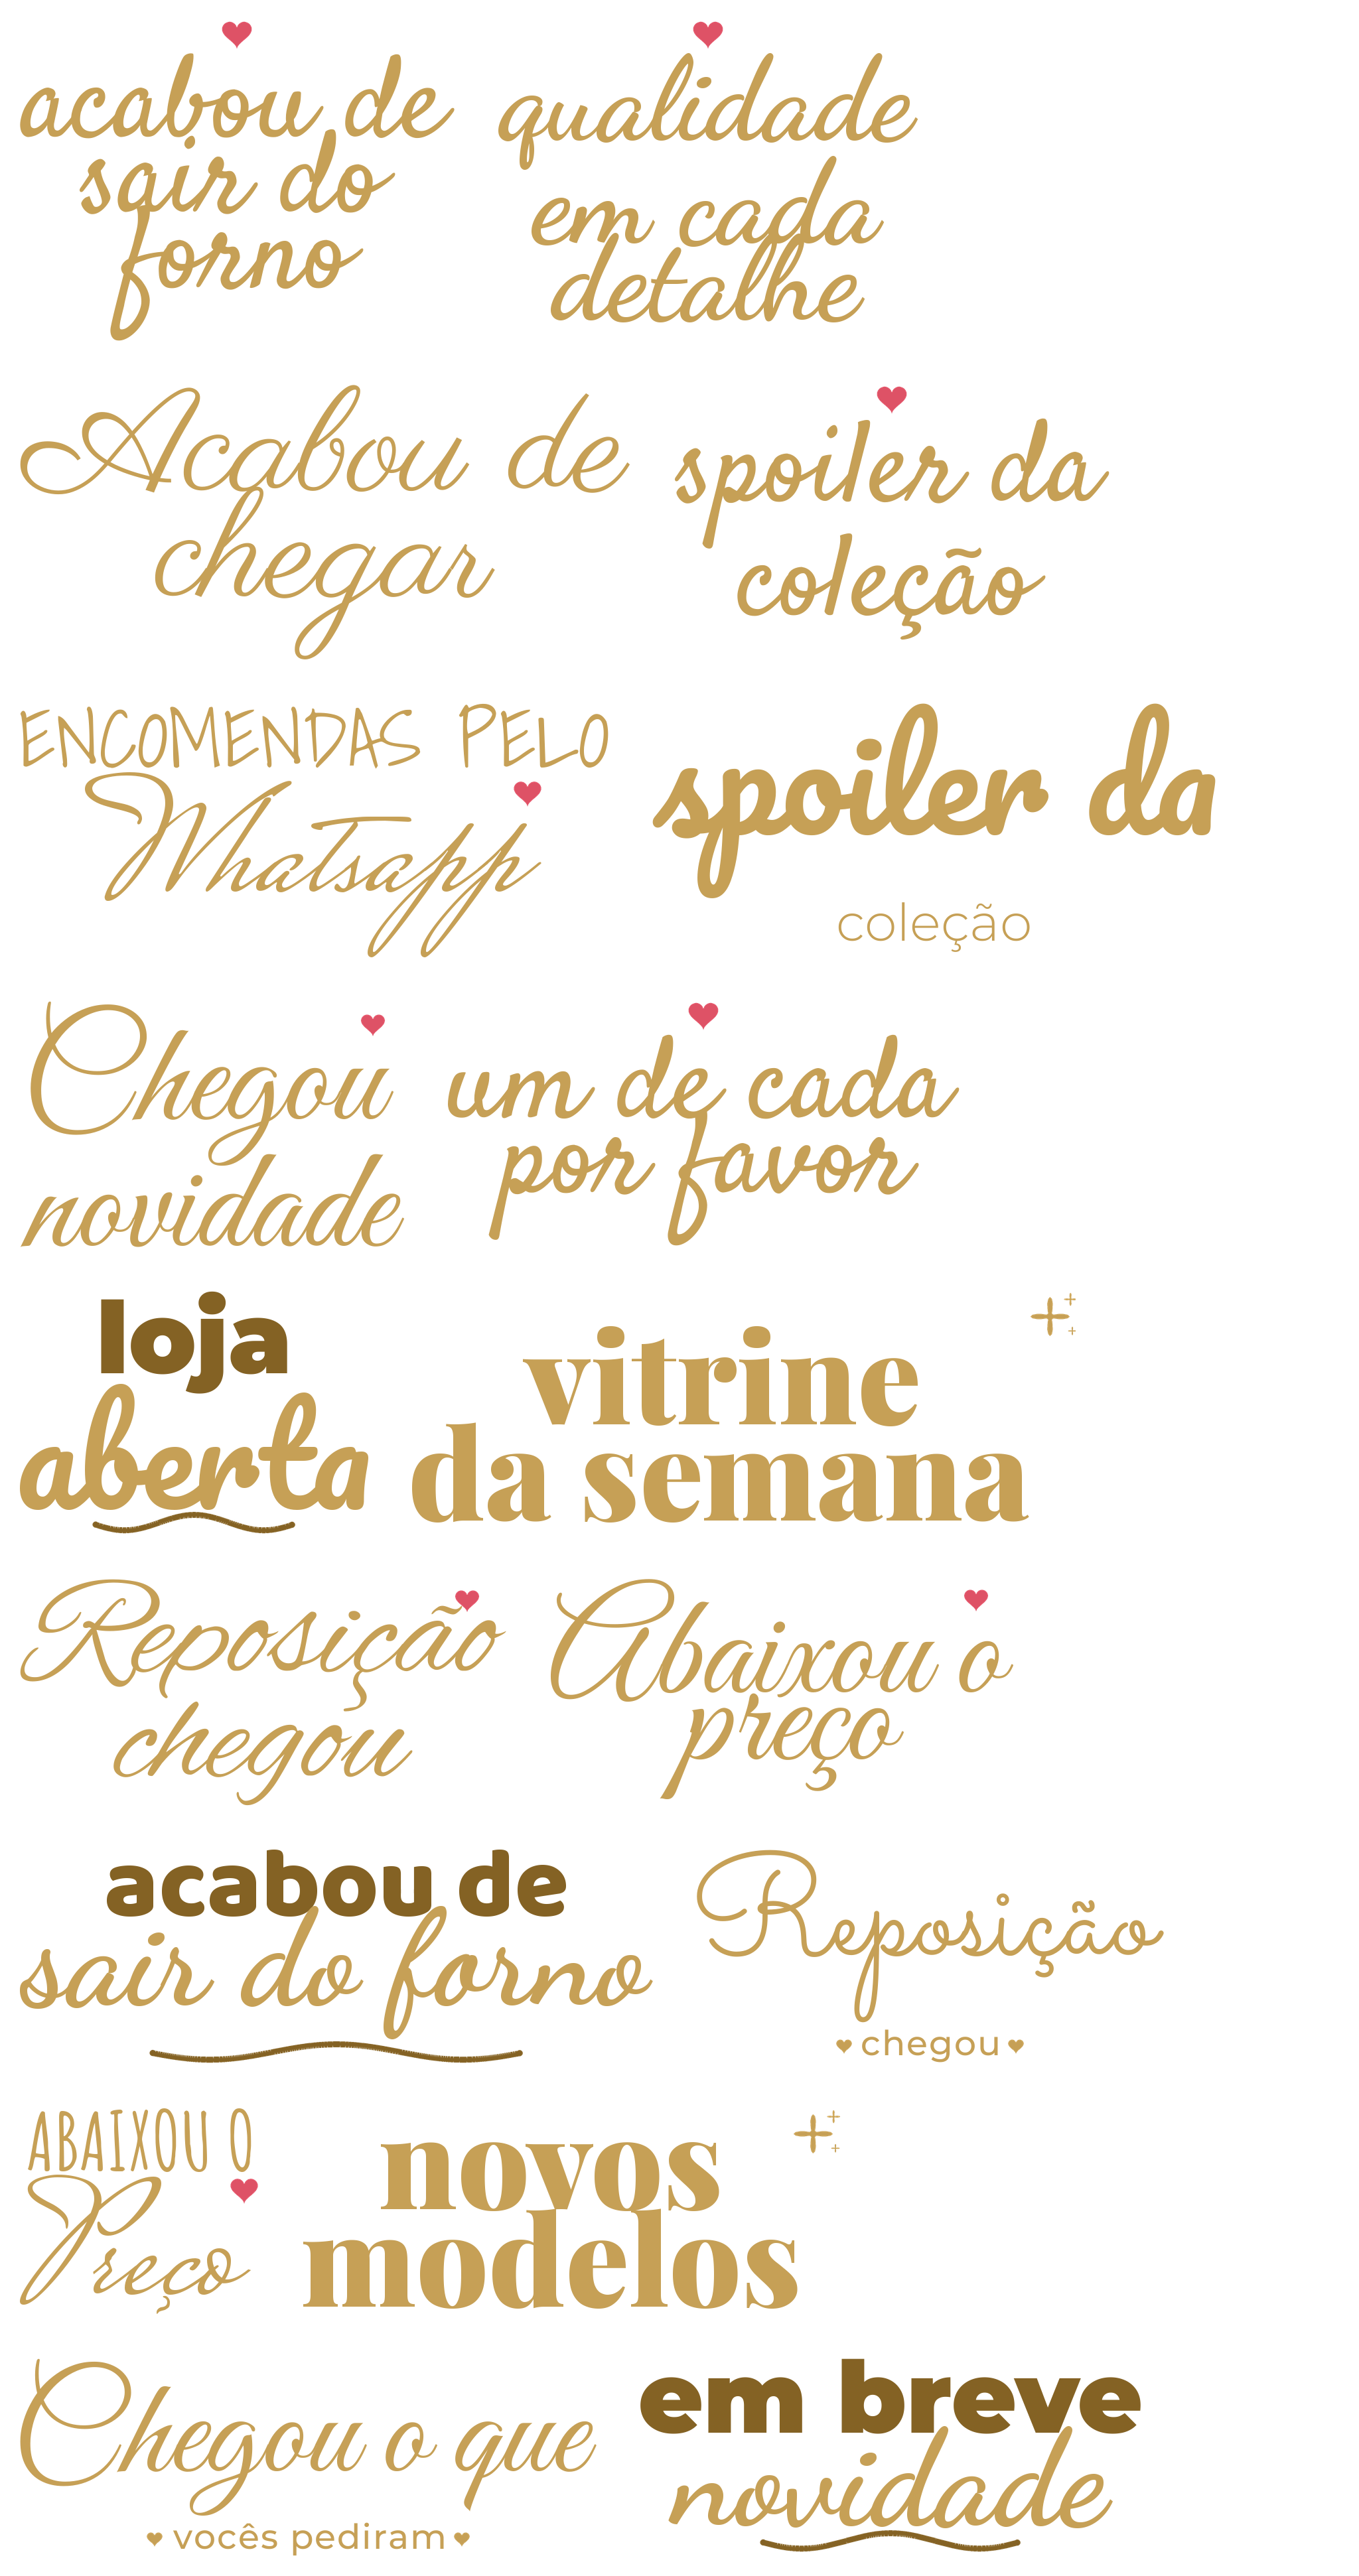 acabou de
sair do
forno
qualidade
em cada
detalhe
Acabou de
chegar
spoiler da
coleção
ENCOMENDAS PELO
Whatsapp
spoiler da
coleção
Chegou
novidade
um de cada
por favor
loja
aberta
vitrine
da semana
Reposição
chegou
Abaixou o
preço
acabou de
sair do forno
Reposição
chegou
ABAIXOU O
Preço
novos
modelos
Chegou o que
vocês pediram
em breve
novidade